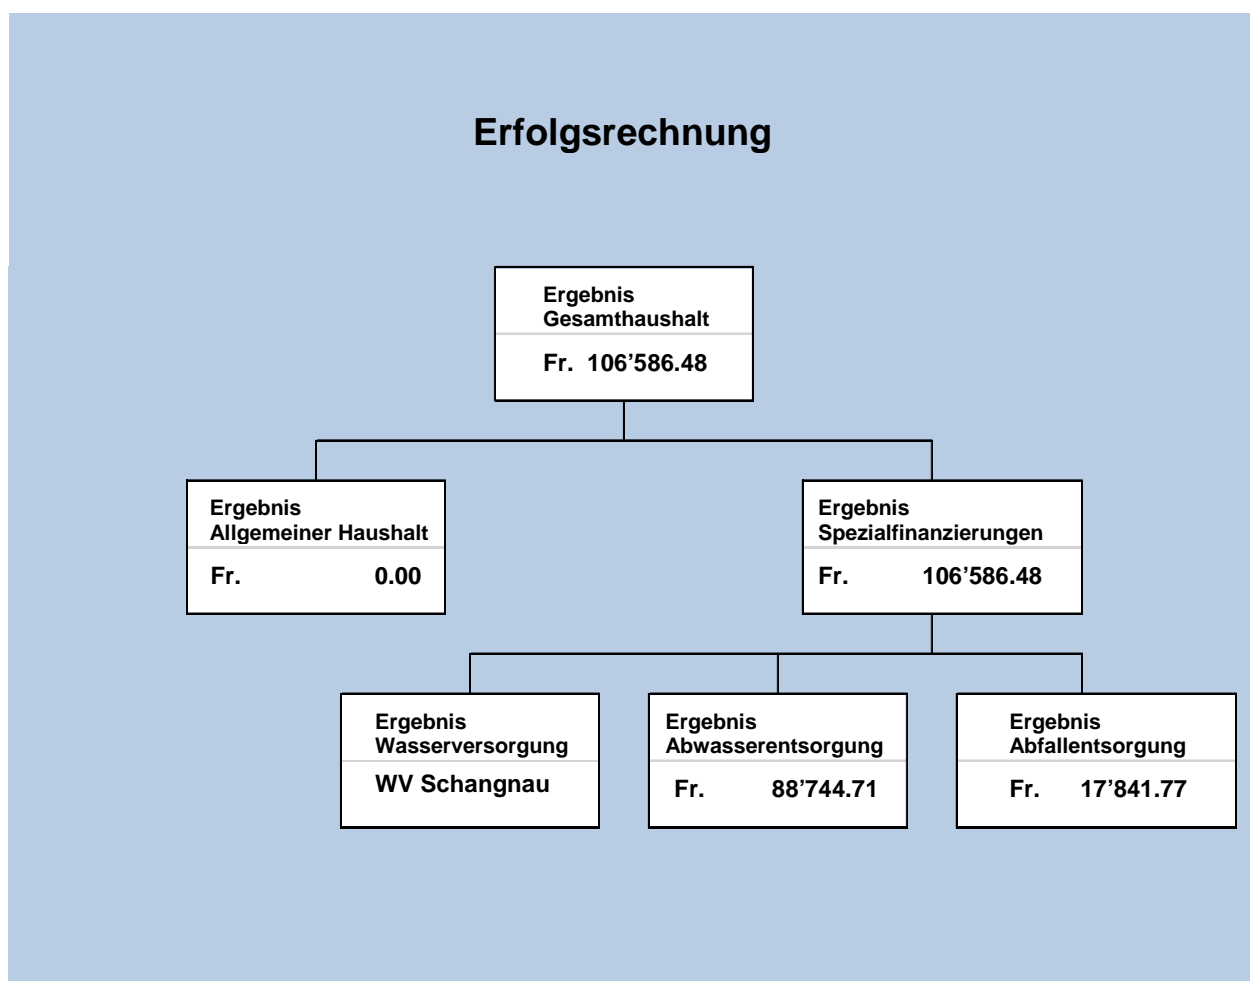 Erfolgsrechnung
Ergebnis
Gesamthaushalt
Fr. 106’586.48
Ergebnis
Allgemeiner Haushalt
Fr. 0.00
Ergebnis
Spezialfinanzierungen
Fr. 106’586.48
Ergebnis
Wasserversorgung
WV Schangnau
Ergebnis
Abwasserentsorgung
Fr. 88’744.71
Ergebnis
Abfallentsorgung
Fr. 17’841.77